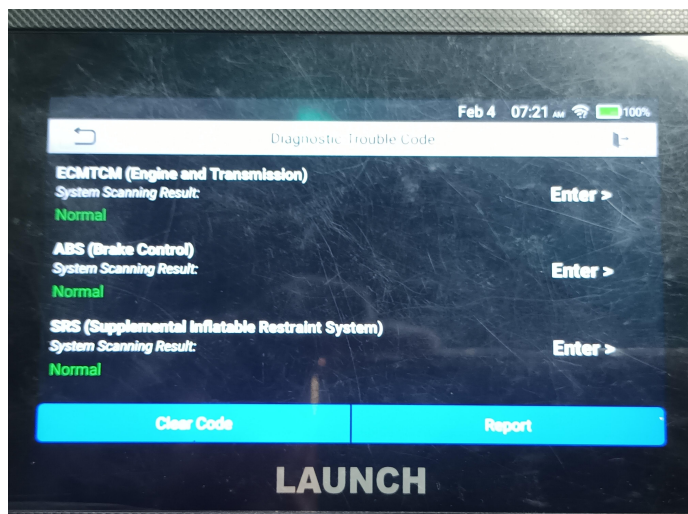 Feb 4 07:21 AM 100%
Diagnostic Trouble Code
ECMTCM (Engine and Transmission)
System Scanning Result:
Enter >
Normal
ABS (Brake Control)
System Scanning Result:
Enter >
Normal
SRS (Supplemental Inflatable Restraint System)
System Scanning Result:
Enter >
Normal
Clear Code Report
LAUNCH